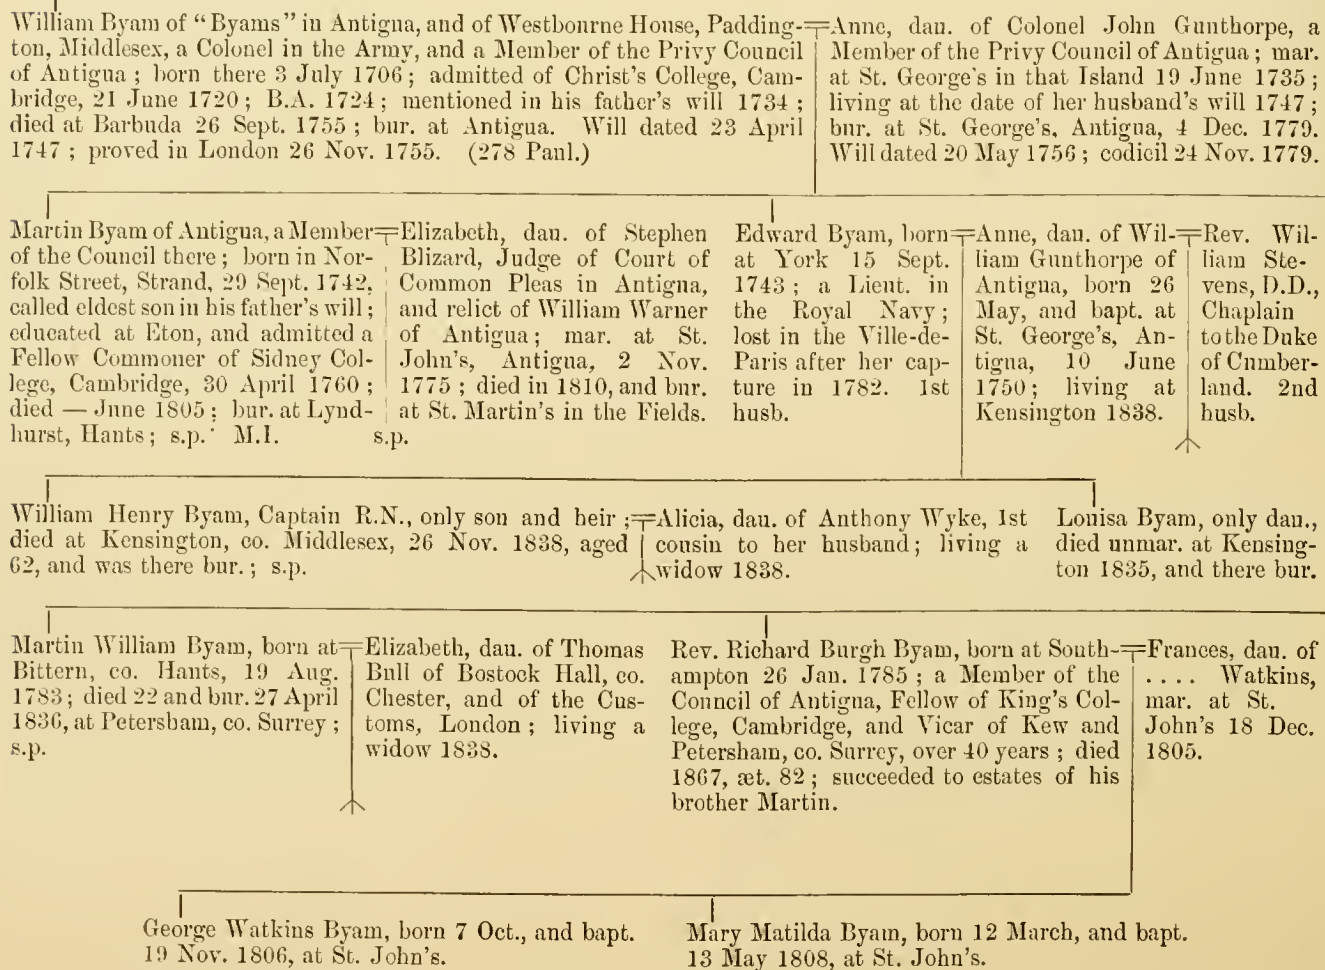 William Byam of "Byams" in Antigua, and of Westbourne House, Padding-
ton, Middlesex, a Colonel in the Army, and a Member of the Privy Council
of Antigua ; born there 3 July 1706 ; admitted of Christ's College, Cam-
bridge, 21 June 1720 ; B.A. 1724 ; mentioned in his father's will 1734 ;
died at Barbuda 26 Sept. 1755 ; bur. at Antigua. Will dated 23 April
1747 ; proved in London 26 Nov. 1755. (278 Paul.)
Anne, dau. of Colonel John Gunthorpe, a
Member of the Privy Council of Antigua ; mar.
at St. George's in that Island 19 June 1735 ;
living at the date of her husband's will 1747 ;
bur. at St. George's, Antigua, 4 Dec. 1779.
Will dated 20 May 1756 ; codicil 24 Nov. 1779.
Martin Byam of Antigua, a Member
of the Council there ; born in Nor-
folk Street, Strand, 29 Sept. 1742,
called eldest son in his father's will ;
educated at Eton, and admitted a
Fellow Commoner of Sidney Col-
lege, Cambridge, 30 April 1760 ;
died — June 1805 ; bur. at Lynd-
hurst, Hants ; s.p. M.I.
Elizabeth, dau. of Stephen
Blizard, Judge of Court of
Common Pleas in Antigua,
and relict of William Warner
of Antigua ; mar. at St.
John's, Antigua, 2 Nov.
1775 ; died in 1810, and bur.
at St. Martin's in the Fields.
s.p.
Edward Byam, born
at York 15 Sept.
1743 ; a Lieut. in
the Royal Navy ;
lost in the Ville-de-
Paris after her cap-
ture in 1782. 1st
husb.
Anne, dau. of Wil-
liam Gunthorpe of
Antigua, born 26
May, and bapt. at
St. George's, An-
tigua, 10 June
1750 ; living at
Kensington 1838.
Rev. Wil-
liam Ste-
vens, D.D.,
Chaplain
to the Duke
of Cumber-
land. 2nd
husb.
William Henry Byam, Captain R.N., only son and heir ;
died at Kensington, co. Middlesex, 26 Nov. 1838, aged
62, and was there bur. ; s.p.
Alicia, dau. of Anthony Wyke, 1st
cousin to her husband ; living a
widow 1838.
Louisa Byam, only dau.,
died unmar. at Kensing-
ton 1835, and there bur.
Martin William Byam, born at
Bittern, co. Hants, 19 Aug.
1783 ; died 22 and bur. 27 April
1836, at Petersham, co. Surrey ;
s.p.
Elizabeth, dau. of Thomas
Bull of Bostock Hall, co.
Chester, and of the Cus-
toms, London ; living a
widow 1838.
Rev. Richard Burgh Byam, born at South-
ampton 26 Jan. 1785 ; a Member of the
Council of Antigua, Fellow of King's Col-
lege, Cambridge, and Vicar of Kew and
Petersham, co. Surrey, over 40 years ; died
1867, æt. 82 ; succeeded to estates of his
brother Martin.
Frances, dau. of
.... Watkins,
mar. at St.
John's 18 Dec.
1805.
George Watkins Byam, born 7 Oct., and bapt.
19 Nov. 1806, at St. John's.
Mary Matilda Byam, born 12 March, and bapt.
13 May 1808, at St. John's.